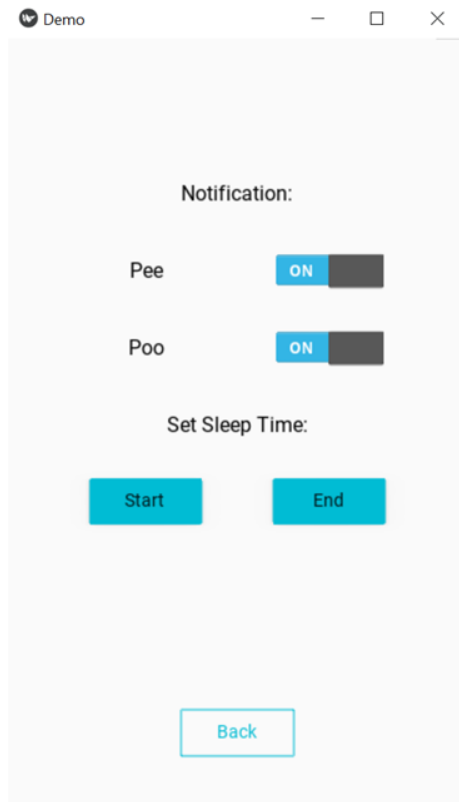 Demo
Notification:
Pee ON
Poo ON
Set Sleep Time:
Start End
Back